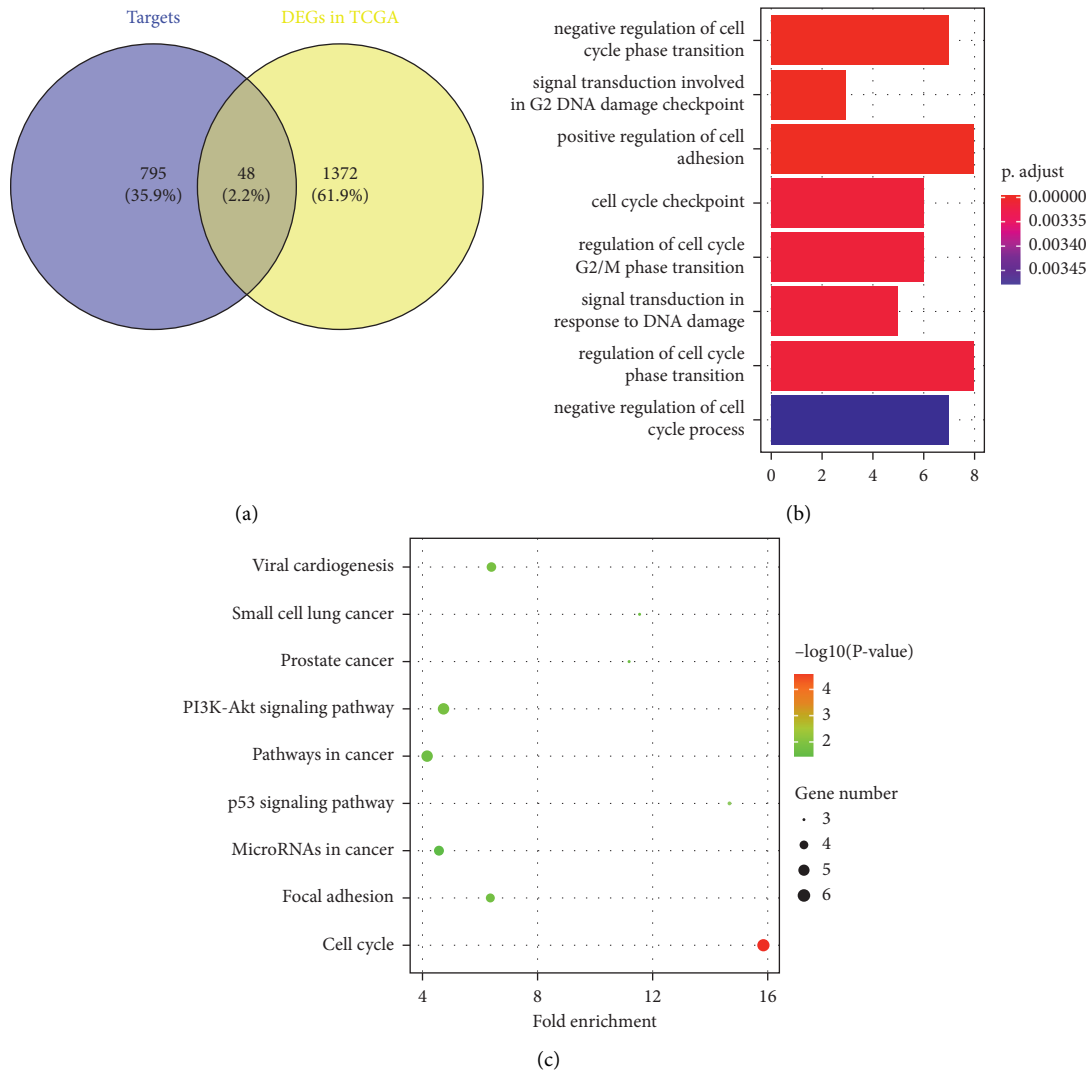 Targets
DEGs in TCGA
795
(35.9%)
48
(2.2%)
1372
(61.9%)
(a)
negative regulation of cell
cycle phase transition
signal transduction involved
in G2 DNA damage checkpoint
positive regulation of cell
adhesion
cell cycle checkpoint
regulation of cell cycle
G2/M phase transition
signal transduction in
response to DNA damage
regulation of cell cycle
phase transition
negative regulation of cell
cycle process
0 2 4 6 8
p. adjust
0.00000
0.00335
0.00340
0.00345
(b)
Viral cardiogenesis
Small cell lung cancer
Prostate cancer
PI3K-Akt signaling pathway
Pathways in cancer
p53 signaling pathway
MicroRNAs in cancer
Focal adhesion
Cell cycle
4 8 12 16
Fold enrichment
–log10(P-value)
4
3
2
Gene number
3
4
5
6
(c)